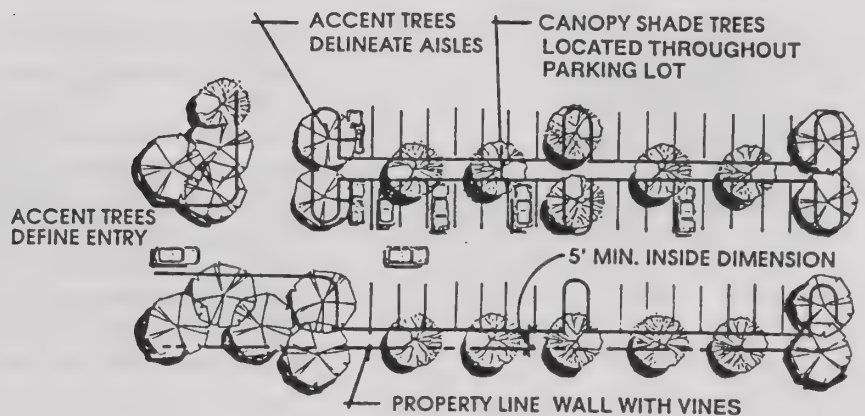 ACCENT TREES
DELINEATE AISLES
CANOPY SHADE TREES
LOCATED THROUGHOUT
PARKING LOT
ACCENT TREES
DEFINE ENTRY
5' MIN. INSIDE DIMENSION
PROPERTY LINE WALL WITH VINES